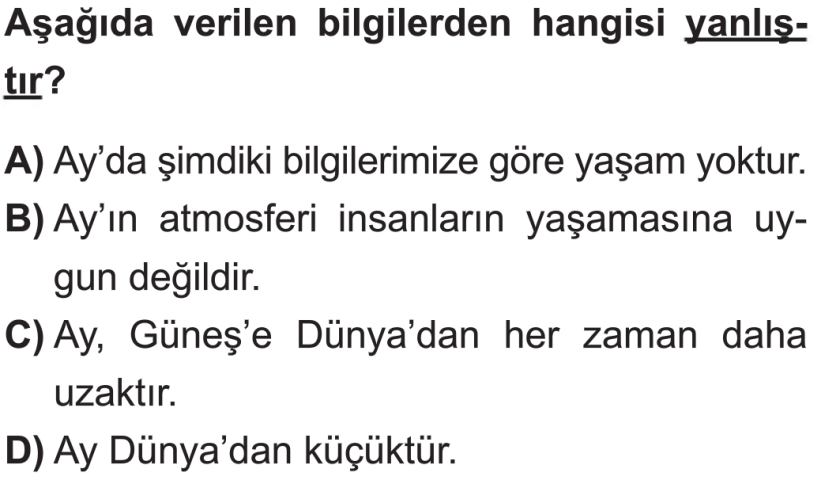 Aşağıda verilen bilgilerden hangisi yanlış-
tır?
A) Ay’da şimdiki bilgilerimize göre yaşam yoktur.
B) Ay’ın atmosferi insanların yaşamasına uy-
gun değildir.
C) Ay, Güneş’e Dünya’dan her zaman daha
uzaktır.
D) Ay Dünya’dan küçüktür.